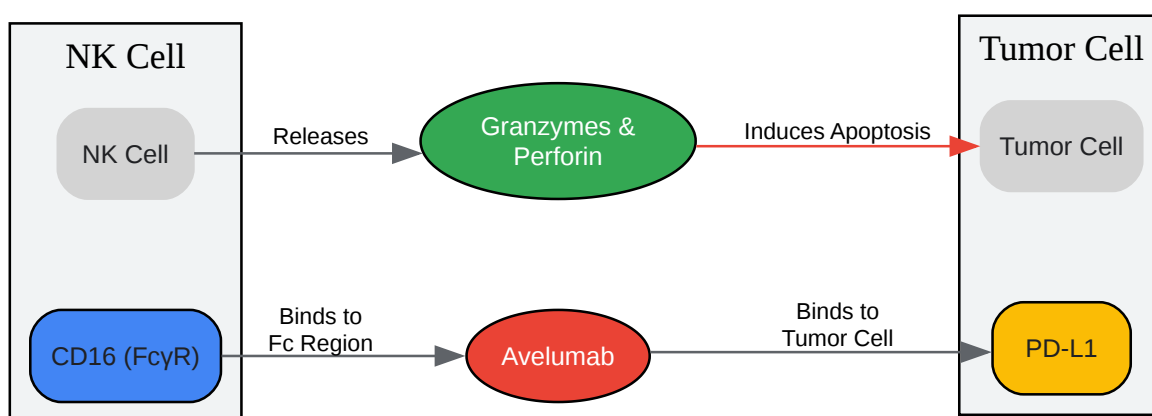 NK Cell
Tumor Cell
NK Cell
Releases
Granzymes &
Perforin
Induces Apoptosis
Tumor Cell
CD16 (FcγR)
Binds to
Fc Region
Avelumab
Binds to
Tumor Cell
PD-L1